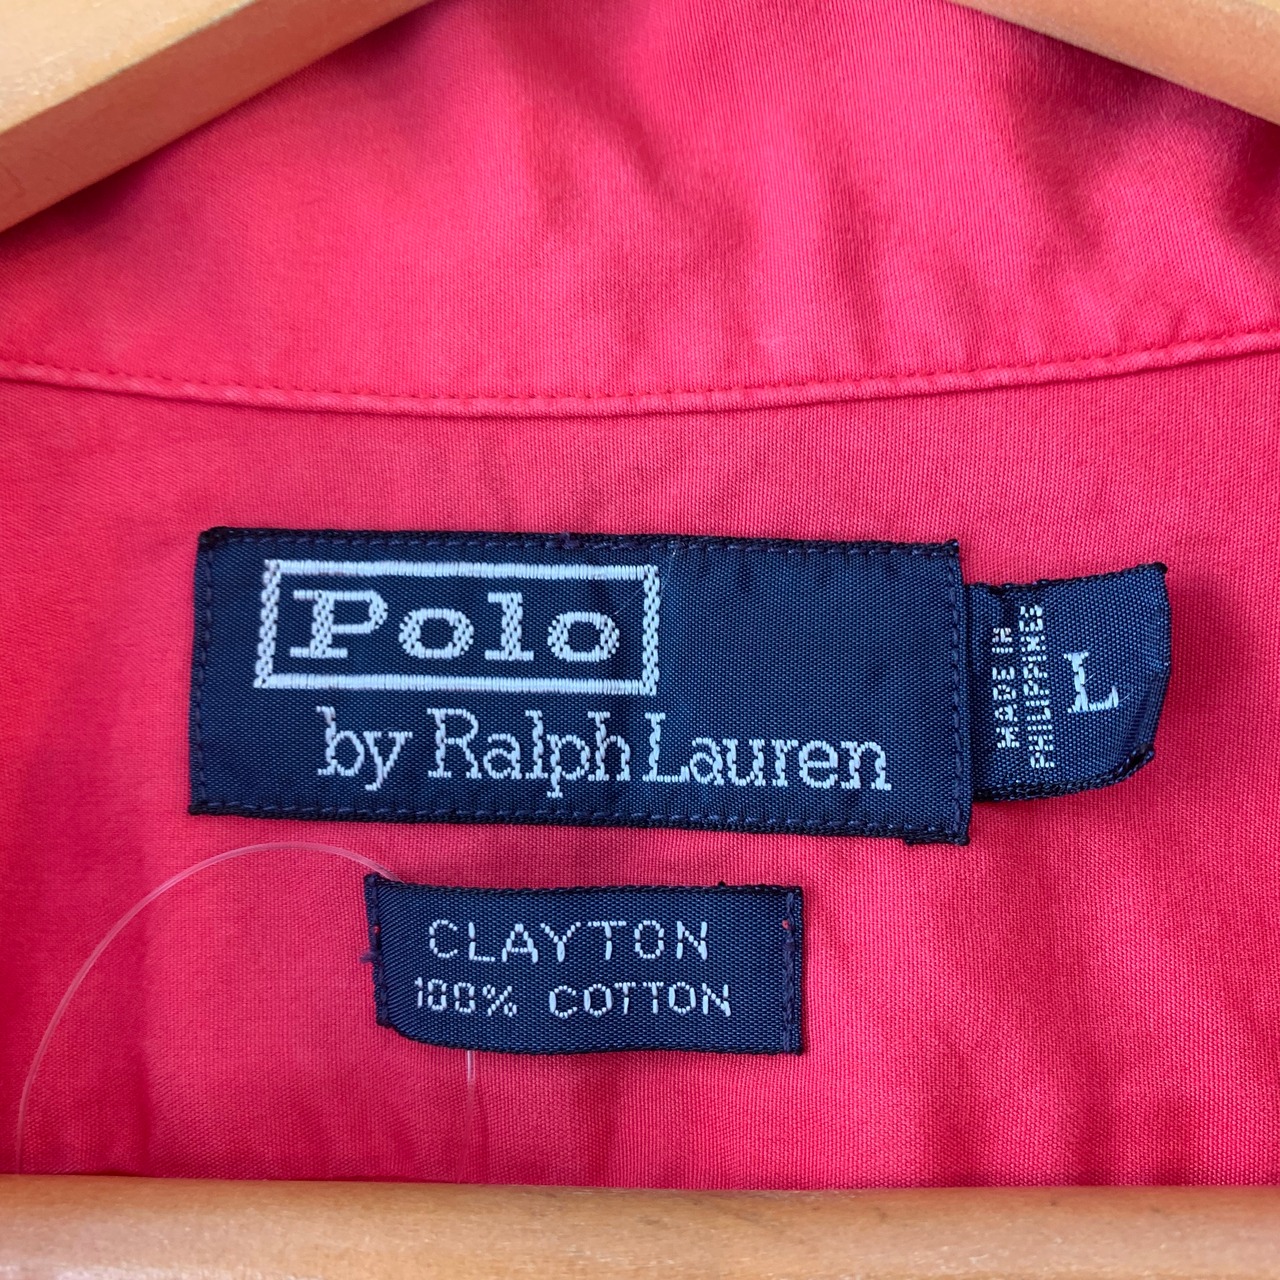 Polo
by Ralph Lauren
MADE IN
PHILIPPINES
L
CLAYTON
100% COTTON